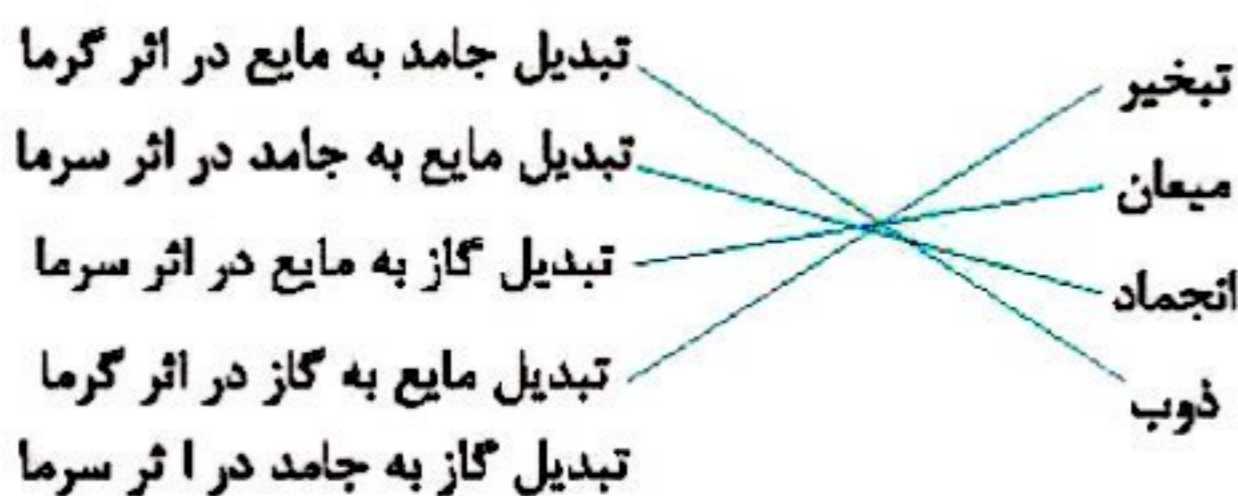 تبخیر
میعان
انجماد
ذوب
تبدیل جامد به مایع در اثر گرما
تبدیل مایع به جامد در اثر سرما
تبدیل گاز به مایع در اثر سرما
تبدیل مایع به گاز در اثر گرما
تبدیل گاز به جامد در ا ثر سرما